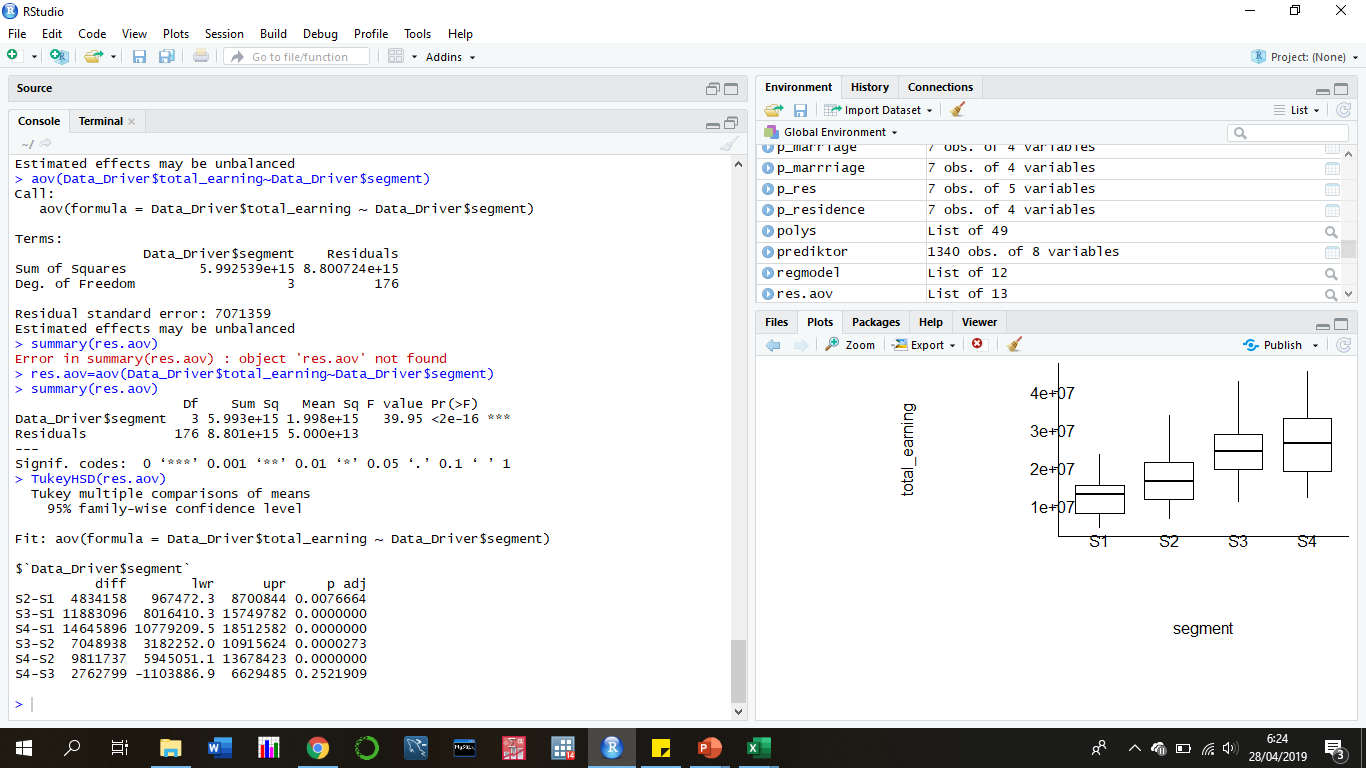 RStudio
File Edit Code View Plots Session Build Debug Profile Tools Help
Go to file/function Addins Project: (None)
Source
Console Terminal
~/
Estimated effects may be unbalanced
> aov(Data_Driver$total_earning~Data_Driver$segment)
Call:
   aov(formula = Data_Driver$total_earning ~ Data_Driver$segment)
Terms:
                Data_Driver$segment    Residuals
Sum of Squares         5.992539e+15 8.800724e+15
Deg. of Freedom                   3          176
Residual standard error: 7071359
Estimated effects may be unbalanced
> summary(res.aov)
Error in summary(res.aov) : object 'res.aov' not found
> res.aov=aov(Data_Driver$total_earning~Data_Driver$segment)
> summary(res.aov)
                     Df    Sum Sq   Mean Sq F value Pr(>F)
Data_Driver$segment   3 5.993e+15 1.998e+15   39.95 <2e-16 ***
Residuals           176 8.801e+15 5.000e+13
---
Signif. codes:  0 ‘***’ 0.001 ‘**’ 0.01 ‘*’ 0.05 ‘.’ 0.1 ‘ ’ 1
> TukeyHSD(res.aov)
  Tukey multiple comparisons of means
    95% family-wise confidence level
Fit: aov(formula = Data_Driver$total_earning ~ Data_Driver$segment)
$`Data_Driver$segment`
          diff        lwr      upr     p adj
S2-S1  4834158   967472.3  8700844 0.0076664
S3-S1 11883096  8016410.3 15749782 0.0000000
S4-S1 14645896 10779209.5 18512582 0.0000000
S3-S2  7048938  3182252.0 10915624 0.0000273
S4-S2  9811737  5945051.1 13678423 0.0000000
S4-S3  2762799 -1103886.9  6629485 0.2521909
>
Environment History Connections
Import Dataset List
Global Environment
p_marriage 7 obs. of 4 variables
p_marrriage 7 obs. of 4 variables
p_res 7 obs. of 5 variables
p_residence 7 obs. of 4 variables
polys List of 49
prediktor 1340 obs. of 8 variables
regmodel List of 12
res.aov List of 13
Files Plots Packages Help Viewer
Zoom Export Publish
total_earning
4e+07
3e+07
2e+07
1e+07
S1 S2 S3 S4
segment
6:24
28/04/2019
3